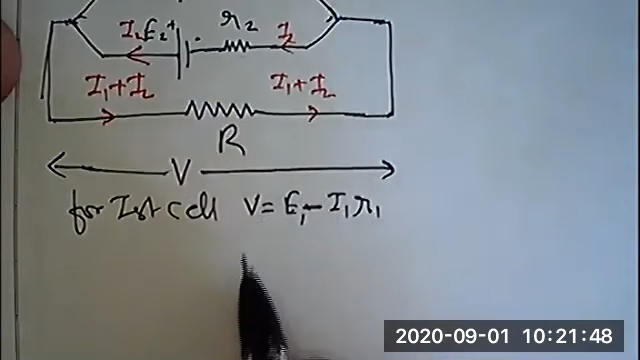 I₂ E₂⁺ r₂ I₂
I₁+I₂ I₁+I₂
R
V
for Ist cell V = E₁ - I₁r₁
2020-09-01 10:21:48